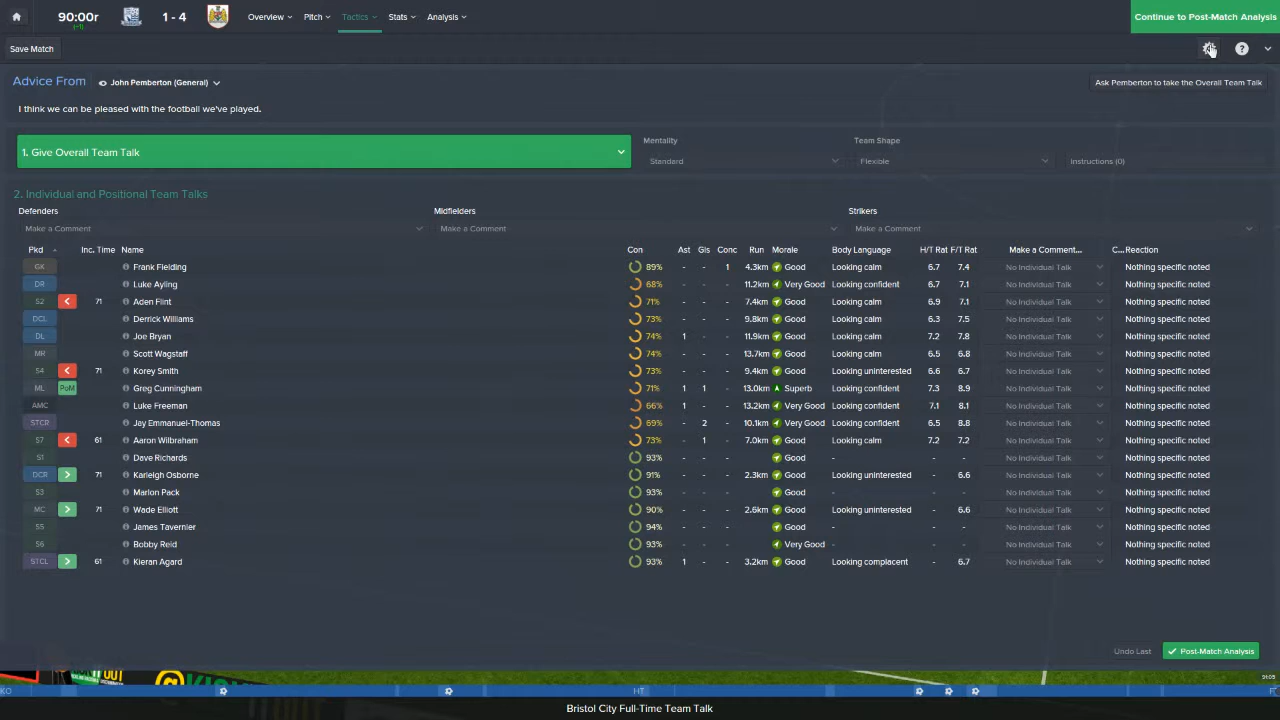 90:00r
(-1)
1 - 4
Overview
Pitch
Tactics
Stats
Analysis
Continue to Post-Match Analysis
Save Match
?
Advice From John Pemberton (General)
Ask Pemberton to take the Overall Team Talk
I think we can be pleased with the football we've played.
1. Give Overall Team Talk
Mentality
Standard
Team Shape
Flexible
Instructions (0)
2. Individual and Positional Team Talks
Defenders
Make a Comment
Midfielders
Make a Comment
Strikers
Make a Comment
Pkd Inc. Time Name Con Ast Gls Conc Run Morale Body Language H/T Rat F/T Rat Make a Comment... C... Reaction
GK Frank Fielding 89% - - 1 4.3km Good Looking calm 6.7 7.4 No Individual Talk Nothing specific noted
DR Luke Ayling 68% - - - 11.2km Very Good Looking confident 6.7 7.1 No Individual Talk Nothing specific noted
S2 71 Aden Flint 71% - - - 7.4km Good Looking calm 6.9 7.1 No Individual Talk Nothing specific noted
DCL Derrick Williams 73% - - - 9.8km Good Looking calm 6.3 7.5 No Individual Talk Nothing specific noted
DL Joe Bryan 74% 1 - - 11.9km Good Looking calm 7.2 7.8 No Individual Talk Nothing specific noted
MR Scott Wagstaff 74% - - - 13.7km Good Looking calm 6.5 6.8 No Individual Talk Nothing specific noted
S4 71 Korey Smith 73% - - - 9.4km Good Looking uninterested 6.6 6.7 No Individual Talk Nothing specific noted
ML PoM Greg Cunningham 71% 1 1 - 13.0km Superb Looking confident 7.3 8.9 No Individual Talk Nothing specific noted
AMC Luke Freeman 66% 1 - - 13.2km Very Good Looking confident 7.1 8.1 No Individual Talk Nothing specific noted
STCR Jay Emmanuel-Thomas 69% - 2 - 10.1km Very Good Looking confident 6.5 8.8 No Individual Talk Nothing specific noted
S7 61 Aaron Wilbraham 73% - 1 - 7.0km Good Looking calm 7.2 7.2 No Individual Talk Nothing specific noted
S1 Dave Richards 93% - - - Good - - - No Individual Talk Nothing specific noted
DCR 71 Karleigh Osborne 91% - - - 2.3km Good Looking uninterested - 6.6 No Individual Talk Nothing specific noted
S3 Marlon Pack 93% - - - Good - - - No Individual Talk Nothing specific noted
MC 71 Wade Elliott 90% - - - 2.6km Good Looking uninterested - 6.6 No Individual Talk Nothing specific noted
S5 James Tavernier 94% - - - Good - - - No Individual Talk Nothing specific noted
S6 Bobby Reid 93% - - - Very Good - - - No Individual Talk Nothing specific noted
STCL 61 Kieran Agard 93% 1 - - 3.2km Good Looking complacent - 6.7 No Individual Talk Nothing specific noted
Undo Last
Post-Match Analysis
KO
HT
Bristol City Full-Time Team Talk